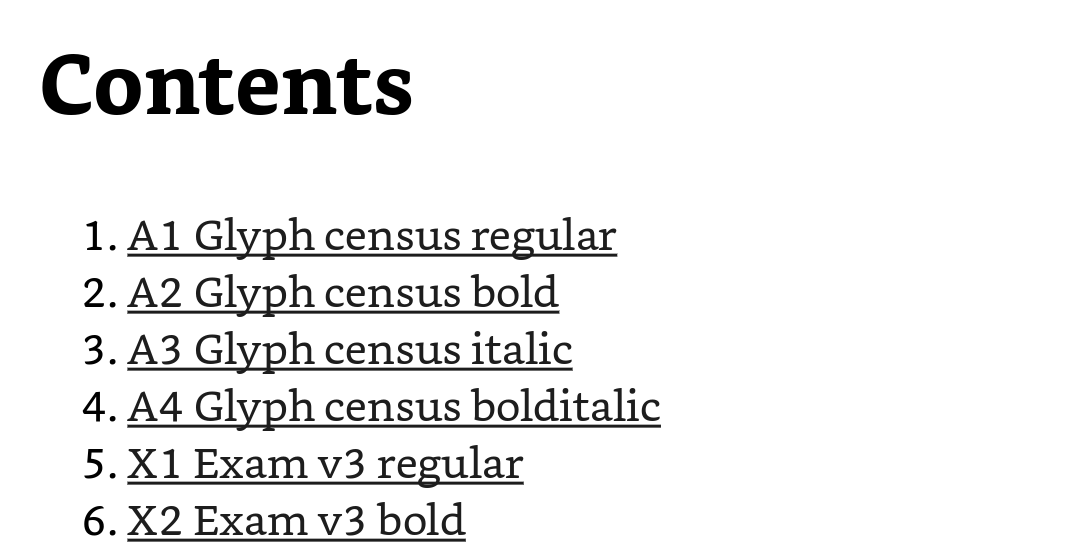 Contents
1. A1 Glyph census regular
2. A2 Glyph census bold
3. A3 Glyph census italic
4. A4 Glyph census bolditalic
5. X1 Exam v3 regular
6. X2 Exam v3 bold